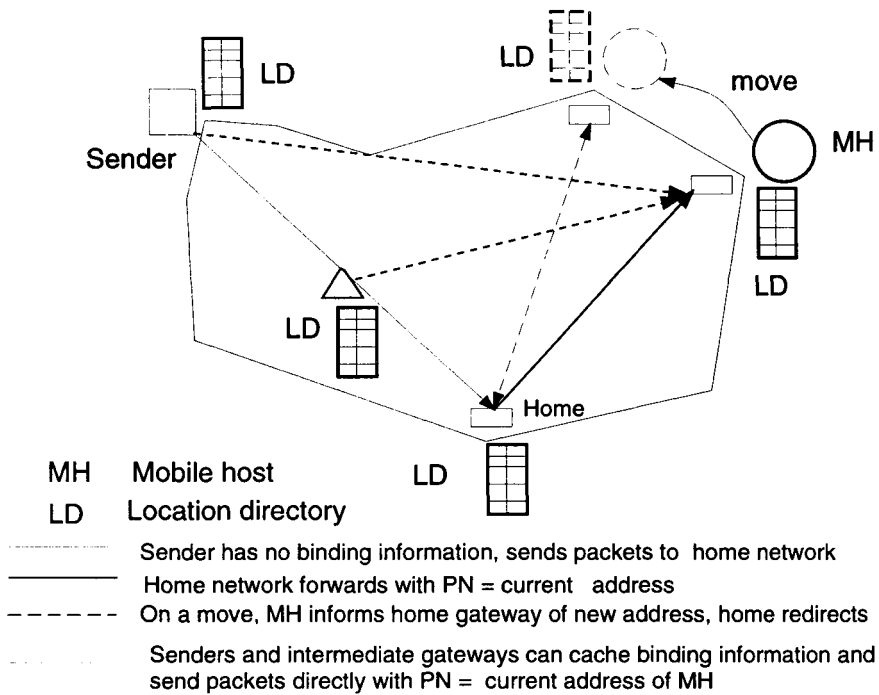 LD
LD
move
Sender
MH
LD
LD
Home
LD
MH Mobile host
LD Location directory
Sender has no binding information, sends packets to home network
Home network forwards with PN = current address
On a move, MH informs home gateway of new address, home redirects
Senders and intermediate gateways can cache binding information and
send packets directly with PN = current address of MH